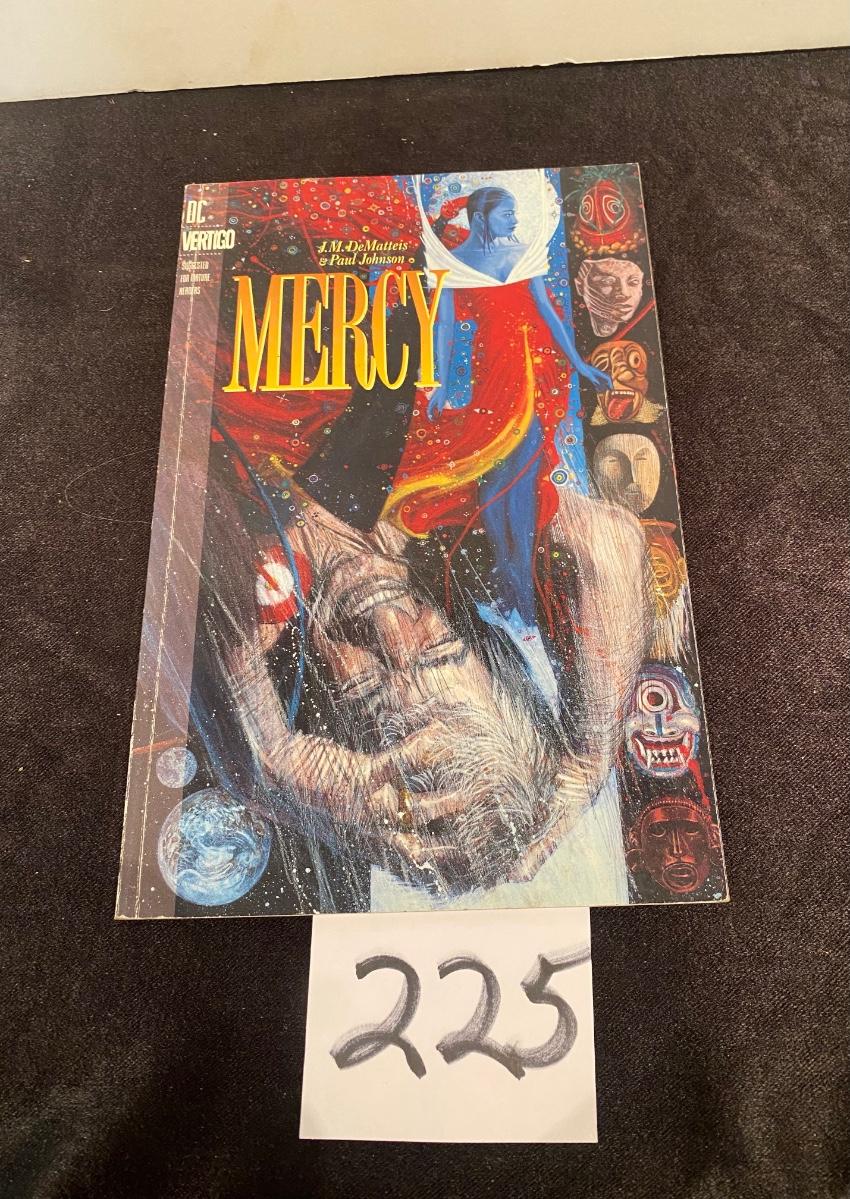 DC
VERTIGO
SUGGESTED
FOR MATURE
READERS
J.M. DeMatteis
& Paul Johnson
MERCY
225